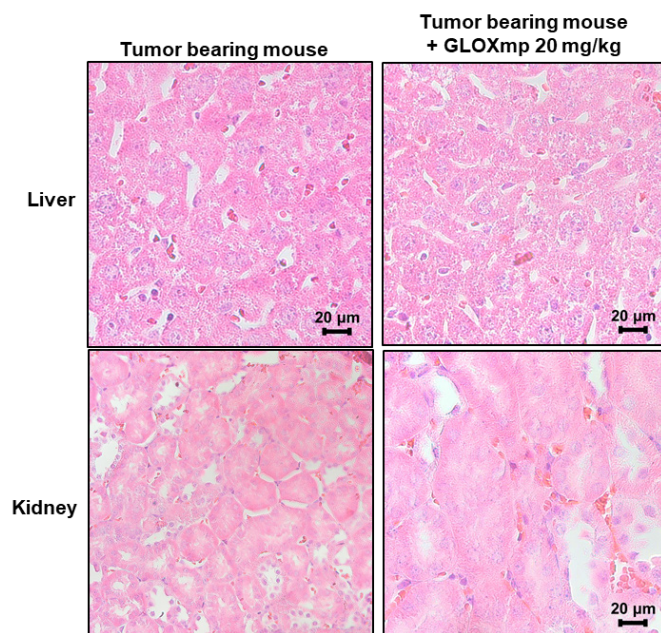 Tumor bearing mouse
Tumor bearing mouse
+ GLOXmp 20 mg/kg
Liver
20 µm
20 µm
Kidney
20 µm